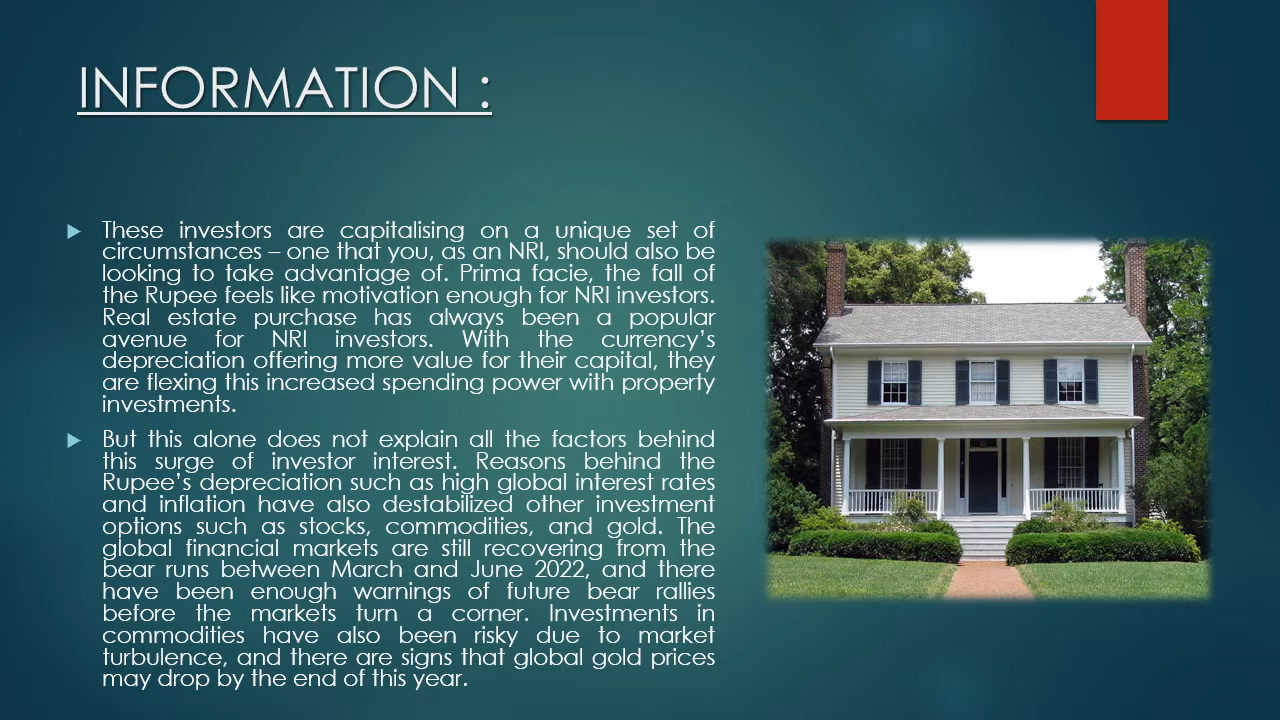 INFORMATION :
These investors are capitalising on a unique set of
circumstances – one that you, as an NRI, should also be
looking to take advantage of. Prima facie, the fall of
the Rupee feels like motivation enough for NRI investors.
Real estate purchase has always been a popular
avenue for NRI investors. With the currency’s
depreciation offering more value for their capital, they
are flexing this increased spending power with property
investments.
But this alone does not explain all the factors behind
this surge of investor interest. Reasons behind the
Rupee’s depreciation such as high global interest rates
and inflation have also destabilized other investment
options such as stocks, commodities, and gold. The
global financial markets are still recovering from the
bear runs between March and June 2022, and there
have been enough warnings of future bear rallies
before the markets turn a corner. Investments in
commodities have also been risky due to market
turbulence, and there are signs that global gold prices
may drop by the end of this year.